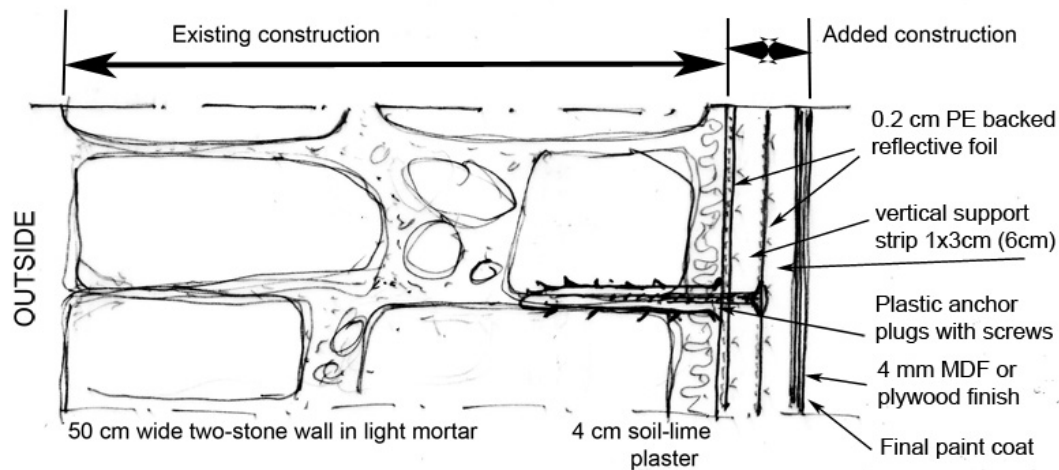 Existing construction
Added construction
0.2 cm PE backed
reflective foil
vertical support
strip 1x3cm (6cm)
OUTSIDE
Plastic anchor
plugs with screws
4 mm MDF or
plywood finish
Final paint coat
50 cm wide two-stone wall in light mortar
4 cm soil-lime
plaster